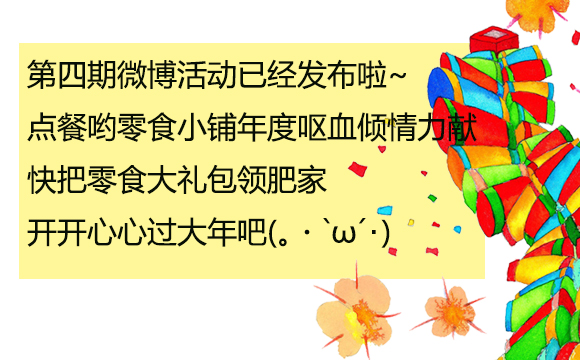 第四期微博活动已经发布啦~
点餐哟零食小铺年度呕血倾情力献
快把零食大礼包领肥家
开开心心过大年吧(。·`ω´·)